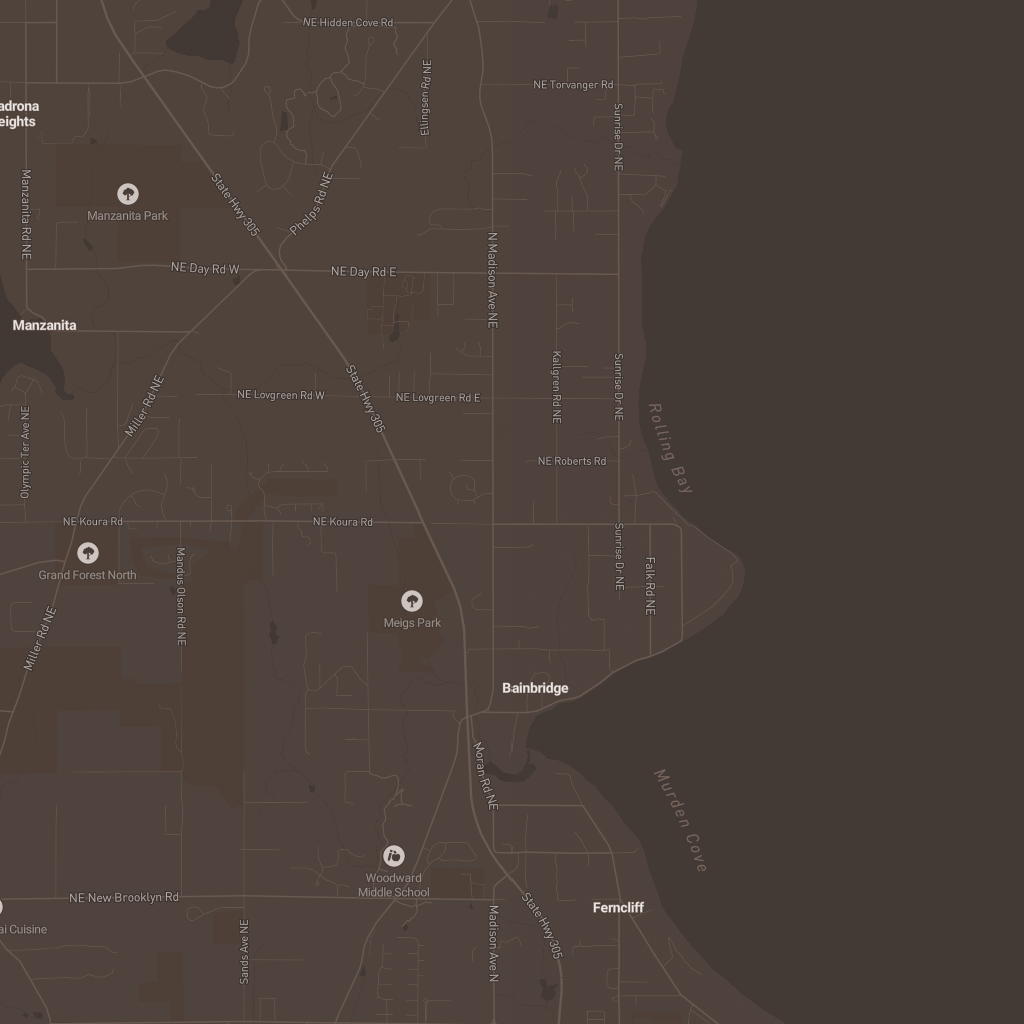 NE Hidden Cove Rd
NE Torvanger Rd
Ellingsen Rd NE
adrona
eights
Sunrise Dr NE
Manzanita Rd NE
Manzanita Park
State Hwy 305
Phelps Rd NE
NE Day Rd W
NE Day Rd E
N Madison Ave NE
Manzanita
State Hwy 305
Kallgren Rd NE
Sunrise Dr NE
Miller Rd NE
NE Lovgreen Rd W
NE Lovgreen Rd E
Olympic Ter Ave NE
Rolling Bay
NE Roberts Rd
NE Koura Rd
NE Koura Rd
Grand Forest North
Mandus Olson Rd NE
Sunrise Dr NE
Falk Rd NE
Meigs Park
Miller Rd NE
Bainbridge
Moran Rd NE
Murden Cove
Woodward
Middle School
NE New Brooklyn Rd
ai Cuisine
Sands Ave NE
Madison Ave N
State Hwy 305
Ferncliff